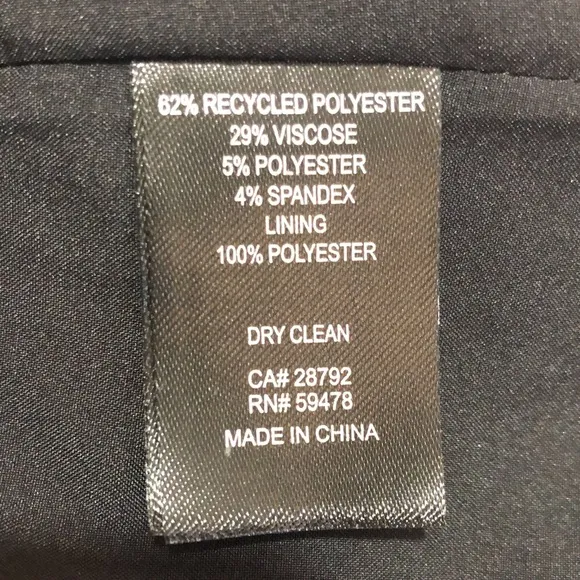 62% RECYCLED POLYESTER
29% VISCOSE
5% POLYESTER
4% SPANDEX
LINING
100% POLYESTER
DRY CLEAN
CA# 28792
RN# 59478
MADE IN CHINA